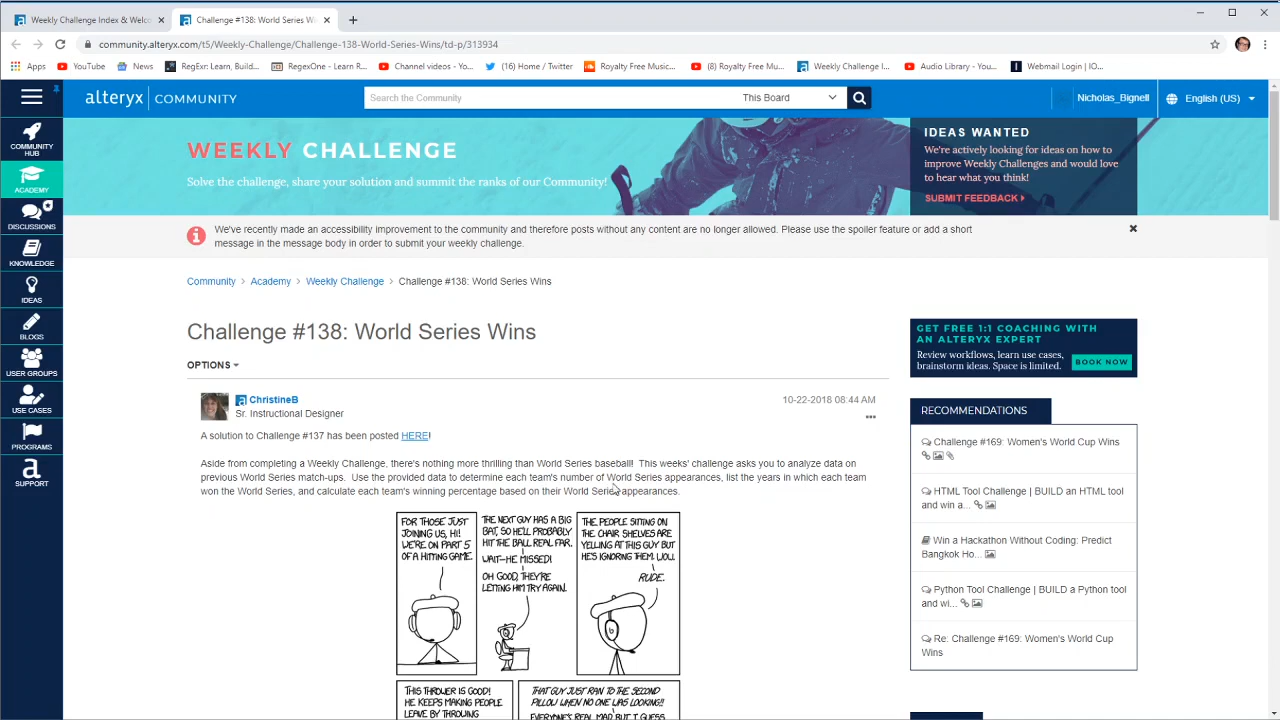 Weekly Challenge Index & Welco
Challenge #138: World Series Wi
community.alteryx.com/t5/Weekly-Challenge/Challenge-138-World-Series-Wins/td-p/313934
Apps YouTube News RegExr: Learn, Build... RegexOne - Learn R... Channel videos - Yo... (16) Home / Twitter Royalty Free Music... (8) Royalty Free Mu... Weekly Challenge I... Audio Library - You... Webmail Login | IO...
alteryx COMMUNITY
Search the Community This Board
Nicholas_Bignell English (US)
COMMUNITY HUB
ACADEMY
DISCUSSIONS
KNOWLEDGE
IDEAS
BLOGS
USER GROUPS
USE CASES
PROGRAMS
SUPPORT
WEEKLY CHALLENGE
Solve the challenge, share your solution and summit the ranks of our Community!
IDEAS WANTED
We're actively looking for ideas on how to
improve Weekly Challenges and would love
to hear what you think!
SUBMIT FEEDBACK
We've recently made an accessibility improvement to the community and therefore posts without any content are no longer allowed. Please use the spoiler feature or add a short
message in the message body in order to submit your weekly challenge.
Community > Academy > Weekly Challenge > Challenge #138: World Series Wins
Challenge #138: World Series Wins
OPTIONS
ChristineB
Sr. Instructional Designer
10-22-2018 08:44 AM
A solution to Challenge #137 has been posted HERE!
Aside from completing a Weekly Challenge, there's nothing more thrilling than World Series baseball! This weeks' challenge asks you to analyze data on
previous World Series match-ups. Use the provided data to determine each team's number of World Series appearances, list the years in which each team
won the World Series, and calculate each team's winning percentage based on their World Series appearances.
FOR THOSE JUST
JOINING US, HI!
WE'RE ON PART 5
OF A HITTING GAME.
THE NEXT GUY HAS A BIG
BAT, SO HE'LL PROBABLY
HIT THE BALL REAL FAR.
WAIT—HE MISSED!
OH GOOD, THEY'RE
LETTING HIM TRY AGAIN.
THE PEOPLE SITTING ON
THE CHAIR SHELVES ARE
YELLING AT THIS GUY BUT
HE'S IGNORING THEM.
RUDE.
THIS THROWER IS GOOD!
HE KEEPS MAKING PEOPLE
LEAVE BY THROWING
THAT GUY JUST RAN TO THE SECOND
PILLOW WHEN NO ONE WAS LOOKING!!
EVERYONE'S REAL MAD BUT I GUESS
GET FREE 1:1 COACHING WITH
AN ALTERYX EXPERT
Review workflows, learn use cases,
brainstorm ideas. Space is limited.
BOOK NOW
RECOMMENDATIONS
Challenge #169: Women's World Cup Wins
HTML Tool Challenge | BUILD an HTML tool
and win a...
Win a Hackathon Without Coding: Predict
Bangkok Ho...
Python Tool Challenge | BUILD a Python tool
and wi...
Re: Challenge #169: Women's World Cup
Wins